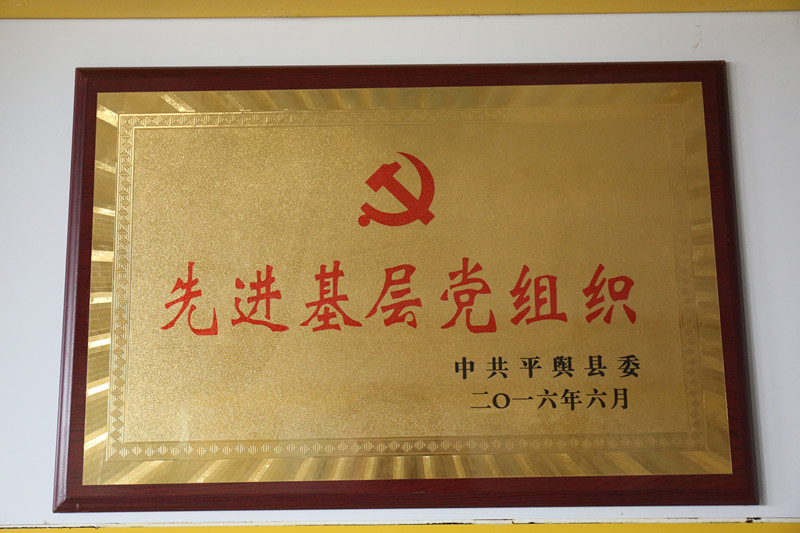 先进基层党组织
中共平舆县委
二〇一六年六月